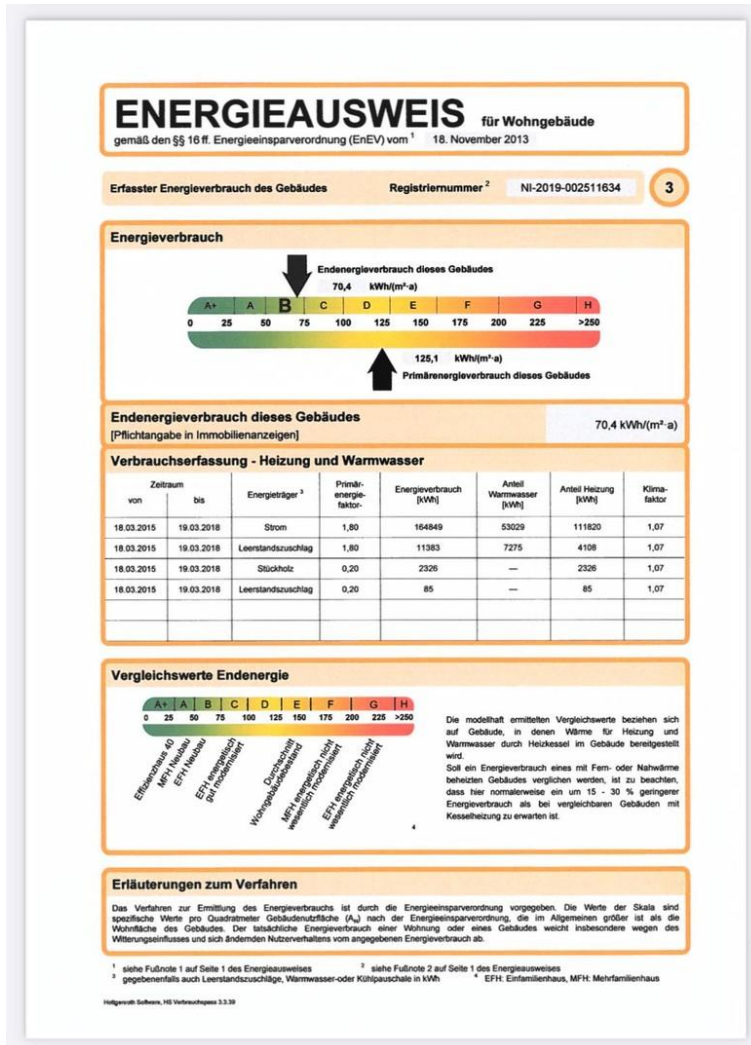 ENERGIEAUSWEIS für Wohngebäude
gemäß den §§ 16 ff. Energieeinsparverordnung (EnEV) vom 1 18. November 2013
Erfasster Energieverbrauch des Gebäudes Registriernummer 2 NI-2019-002511634 3
Energieverbrauch
Endenergieverbrauch dieses Gebäudes
70,4 kWh/(m²·a)
A+ A B C D E F G H
0 25 50 75 100 125 150 175 200 225 >250
125,1 kWh/(m²·a)
Primärenergieverbrauch dieses Gebäudes
Endenergieverbrauch dieses Gebäudes
[Pflichtangabe in Immobilienanzeigen]
70,4 kWh/(m²·a)
Verbrauchserfassung - Heizung und Warmwasser
Zeitraum
von bis
Energieträger 3
Primär-
energie-
faktor-
Energieverbrauch
[kWh]
Anteil
Warmwasser
[kWh]
Anteil Heizung
[kWh]
Klima-
faktor
18.03.2015 19.03.2018 Strom 1,80 164849 53029 111820 1,07
18.03.2015 19.03.2018 Leerstandszuschlag 1,80 11383 7275 4108 1,07
18.03.2015 19.03.2018 Stückholz 0,20 2326 — 2326 1,07
18.03.2015 19.03.2018 Leerstandszuschlag 0,20 85 — 85 1,07
Vergleichswerte Endenergie
A+ A B C D E F G H
0 25 50 75 100 125 150 175 200 225 >250
Effizienzhaus 40
MFH Neubau
EFH Neubau
EFH energetisch
gut modernisiert
Durchschnitt
Wohngebäudebestand
MFH energetisch nicht
wesentlich modernisiert
EFH energetisch nicht
wesentlich modernisiert
4
Die modellhaft ermittelten Vergleichswerte beziehen sich
auf Gebäude, in denen Wärme für Heizung und
Warmwasser durch Heizkessel im Gebäude bereitgestellt
wird.
Soll ein Energieverbrauch eines mit Fern- oder Nahwärme
beheizten Gebäudes verglichen werden, ist zu beachten,
dass hier normalerweise ein um 15 - 30 % geringerer
Energieverbrauch als bei vergleichbaren Gebäuden mit
Kesselheizung zu erwarten ist.
Erläuterungen zum Verfahren
Das Verfahren zur Ermittlung des Energieverbrauchs ist durch die Energieeinsparverordnung vorgegeben. Die Werte der Skala sind
spezifische Werte pro Quadratmeter Gebäudenutzfläche (AN) nach der Energieeinsparverordnung, die im Allgemeinen größer ist als die
Wohnfläche des Gebäudes. Der tatsächliche Energieverbrauch einer Wohnung oder eines Gebäudes weicht insbesondere wegen des
Witterungseinflusses und sich ändernden Nutzerverhaltens vom angegebenen Energieverbrauch ab.
1 siehe Fußnote 1 auf Seite 1 des Energieausweises 2 siehe Fußnote 2 auf Seite 1 des Energieausweises
3 gegebenenfalls auch Leerstandszuschläge, Warmwasser-oder Kühlpauschale in kWh 4 EFH: Einfamilienhaus, MFH: Mehrfamilienhaus
Hottgenroth Software, HS Verbrauchspass 3.3.39